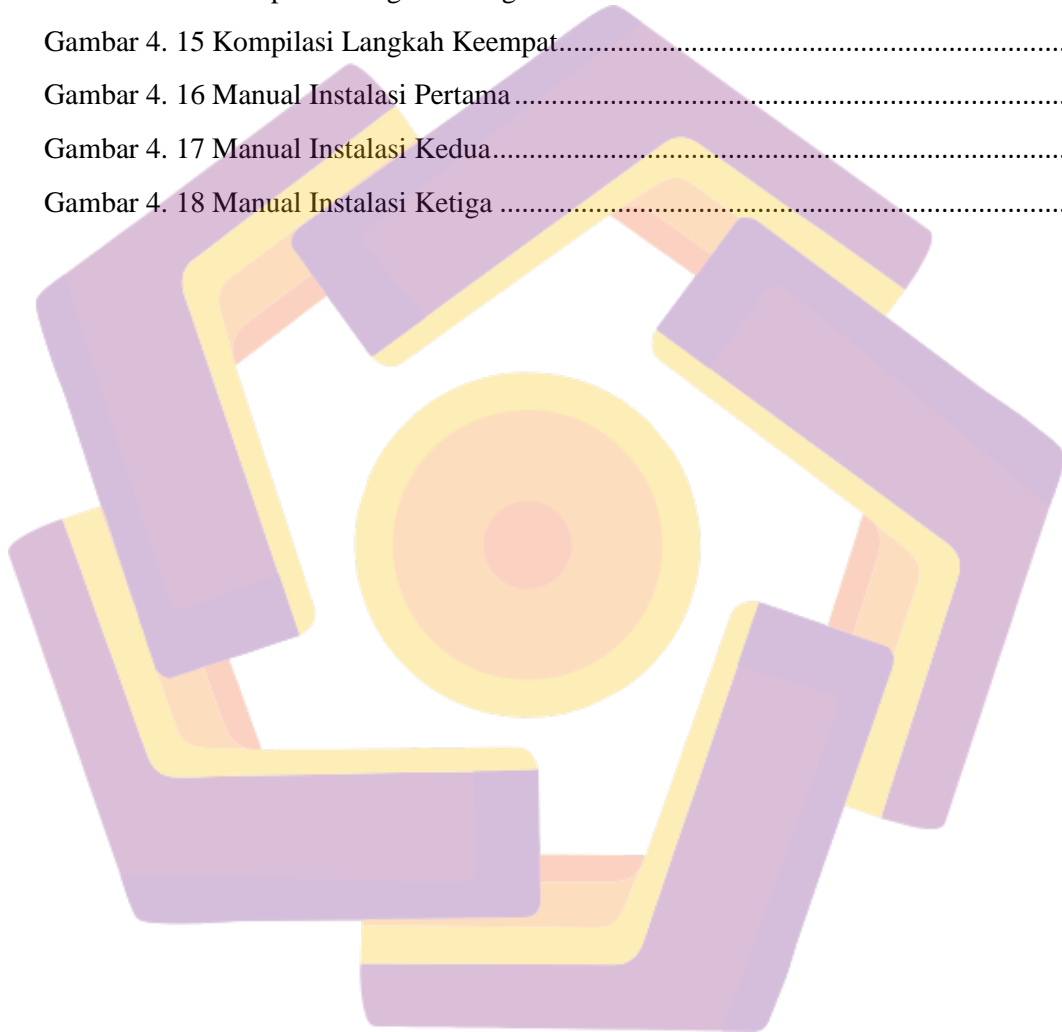 Gambar 4. 15 Kompilasi Langkah Keempat........................................................................
Gambar 4. 16 Manual Instalasi Pertama..............................................................................
Gambar 4. 17 Manual Instalasi Kedua.................................................................................
Gambar 4. 18 Manual Instalasi Ketiga................................................................................